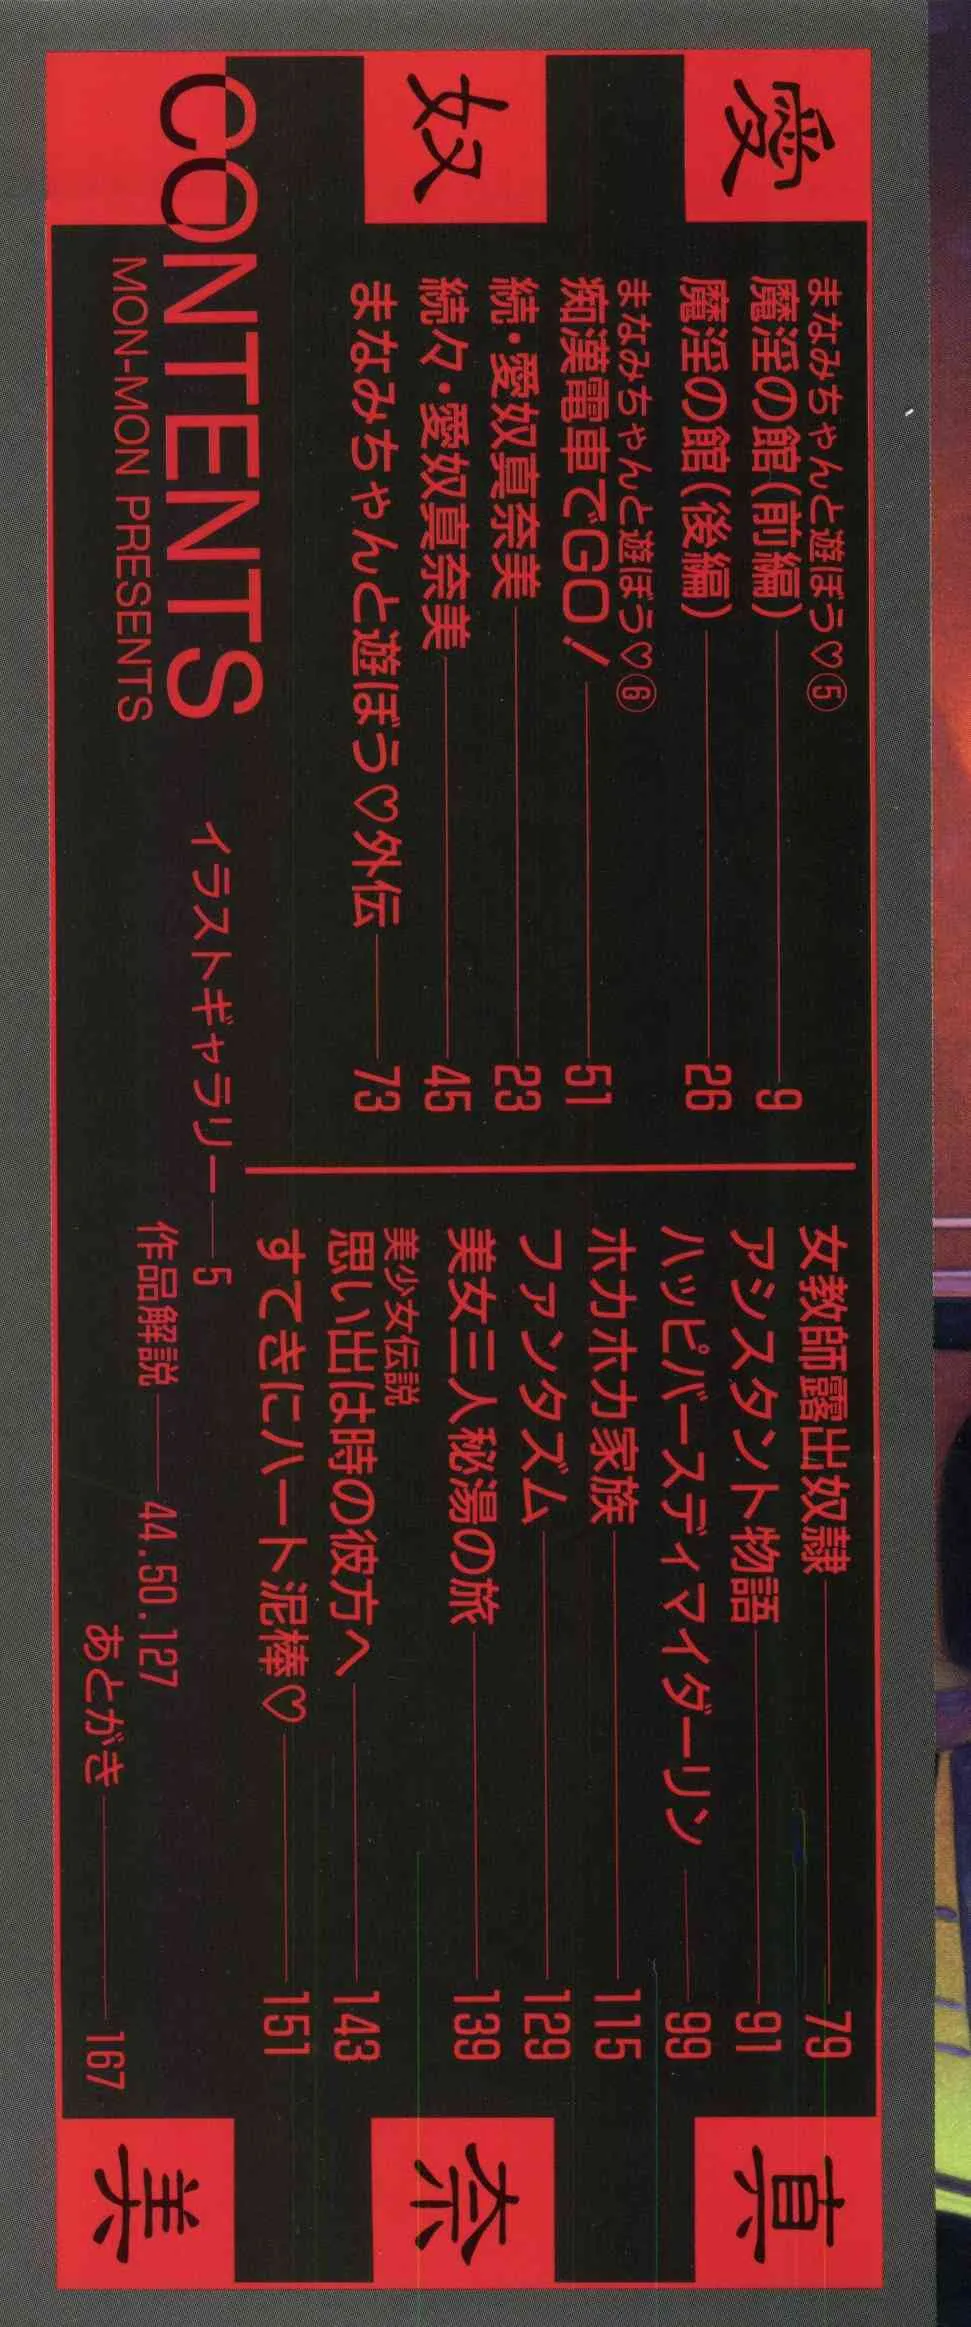 愛
奴
CONTENTS
MON-MON PRESENTS
まなみちゃんと遊ぼう♡⑤
魔淫の館(前編) 9
魔淫の館(後編) 26
まなみちゃんと遊ぼう♡⑥
痴漢電車でGO! 51
続・愛奴真奈美 23
続々・愛奴真奈美 45
まなみちゃんと遊ぼう♡外伝 73
女教師露出奴隷 79
アシスタント物語 91
ハッピバースディマイダーリン 99
ホカホカ家族 115
ファンタズム 129
美女三人秘湯の旅 139
美少女伝説
思い出は時の彼方へ 143
すてきにハート泥棒♡ 151
イラストギャラリー 5
作品解説 44.50.127
あとがき 167
真
奈
美